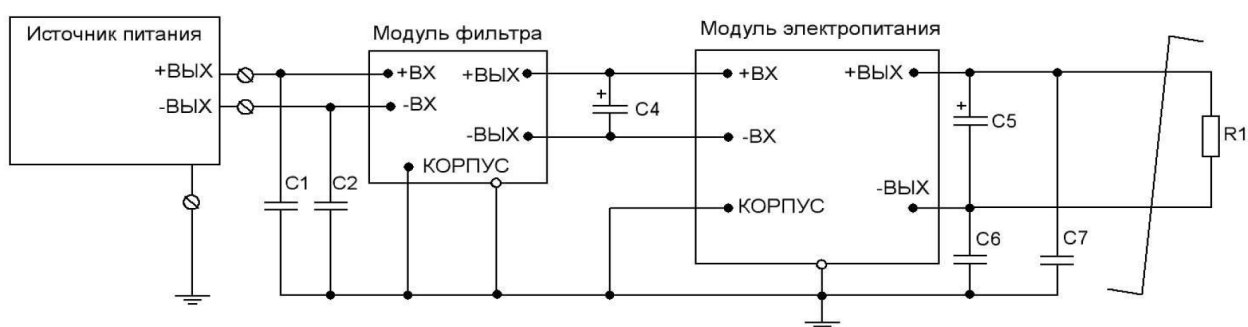 Источник питания
+ВЫХ
-ВЫХ
Модуль фильтра
+ВХ
+ВЫХ
-ВХ
-ВЫХ
КОРПУС
C1
C2
+
C4
Модуль электропитания
+ВХ
+ВЫХ
-ВХ
-ВЫХ
КОРПУС
+
C5
C6
C7
R1